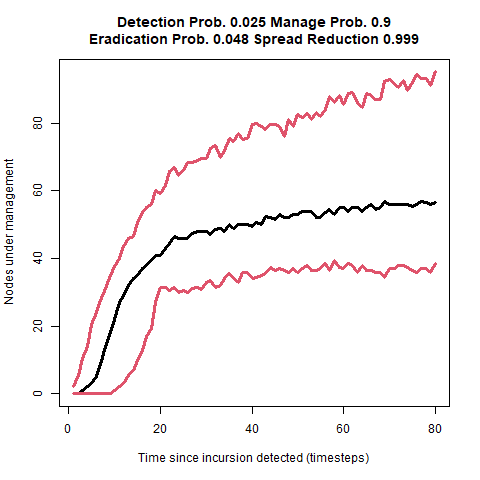 Detection Prob. 0.025 Manage Prob. 0.9
Eradication Prob. 0.048 Spread Reduction 0.999
Nodes under management
80
60
40
20
0
0 20 40 60 80
Time since incursion detected (timesteps)